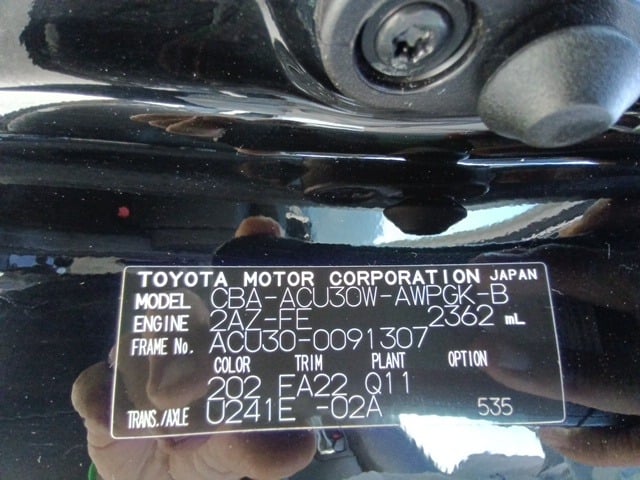 TOYOTA MOTOR CORPORATION JAPAN
MODEL CBA-ACU30W-AWPGK-B
ENGINE 2AZ-FE 2362 mL
FRAME No. ACU30-0091307
COLOR TRIM PLANT OPTION
202 FA22 Q11
TRANS./AXLE U241E -02A 535